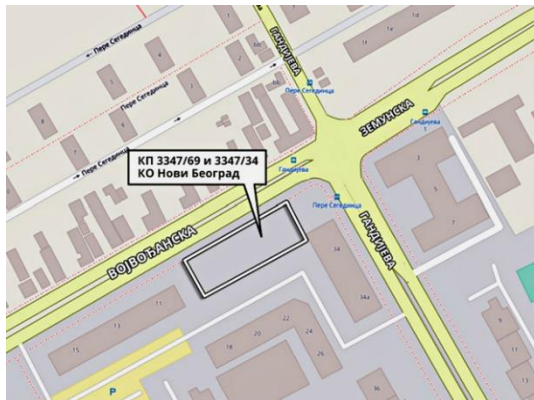 Пере Сегединца
ГАНДИЈЕВА
Пере Сегединца
Пере Сегединца
ЗЕМУНСКА
Гандијева
1
Пере Сегединца
КП 3347/69 и 3347/34
КО Нови Београд
Гандијева
Пере Сегединца
ГАНДИЈЕВА
ВОЈВОЂАНСКА
34
34а
11
13
15
22
20
24
18
26
P
3
5
7
9
11